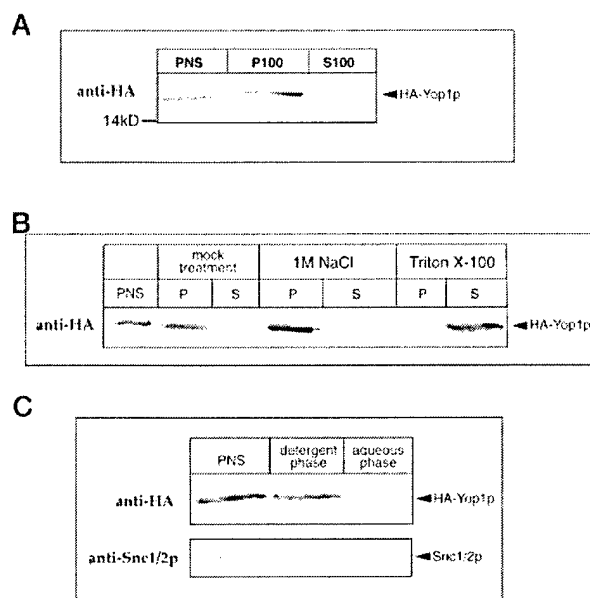 A
PNS P100 S100
anti-HA
HA-Yop1p
14kD
B
mock treatment 1M NaCl Triton X-100
PNS P S P S P S
anti-HA
HA-Yop1p
C
PNS detergent phase aqueous phase
anti-HA
HA-Yop1p
anti-Snc1/2p
Snc1/2p